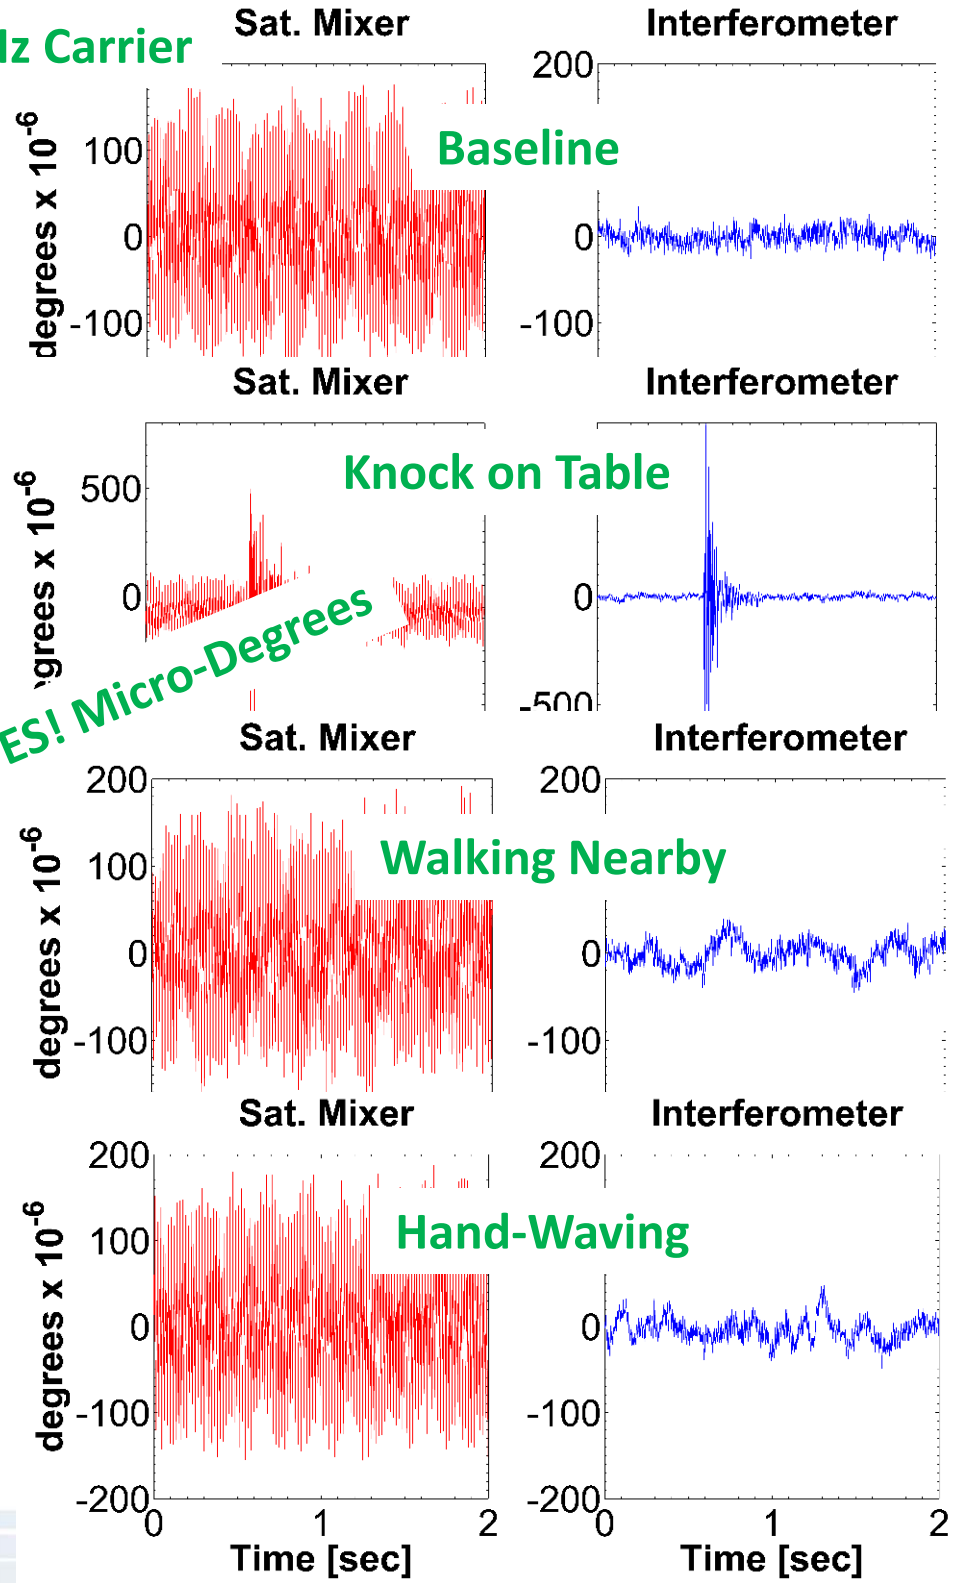 Sat. Mixer Interferometer
Hz Carrier
200
Baseline
100
0 0
-100 -100
degrees x 10-6
Sat. Mixer Interferometer
Knock on Table
500
0 0
-500
ES! Micro-Degrees
Sat. Mixer Interferometer
200 200
Walking Nearby
100
0 0
-100 -100
degrees x 10-6
Sat. Mixer Interferometer
200 200
Hand-Waving
100
0 0
-100 -100
-200 -200
degrees x 10-6
0 1 2 0 1 2
Time [sec] Time [sec]